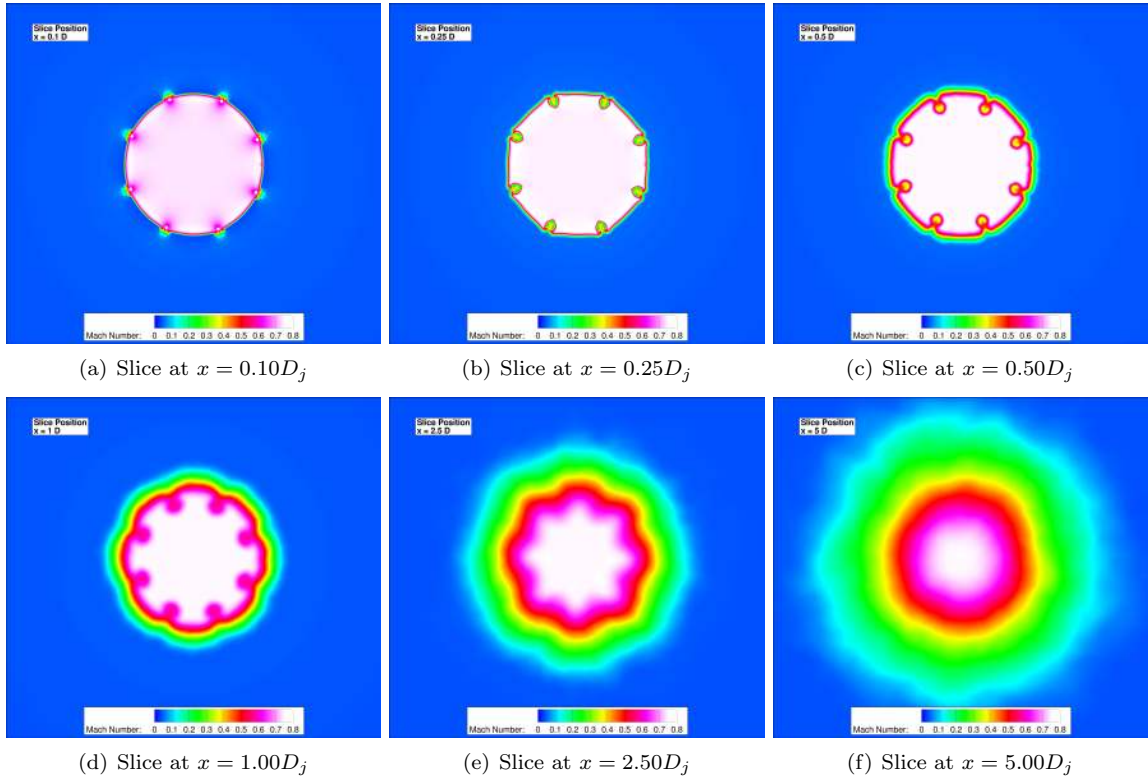 Slice Position
x = 0.1 D
Mach Number: 0 0.1 0.2 0.3 0.4 0.5 0.6 0.7 0.8
(a) Slice at x = 0.10D_j
Slice Position
x = 0.25 D
Mach Number: 0 0.1 0.2 0.3 0.4 0.5 0.6 0.7 0.8
(b) Slice at x = 0.25D_j
Slice Position
x = 0.5 D
Mach Number: 0 0.1 0.2 0.3 0.4 0.5 0.6 0.7 0.8
(c) Slice at x = 0.50D_j
Slice Position
x = 1 D
Mach Number: 0 0.1 0.2 0.3 0.4 0.5 0.6 0.7 0.8
(d) Slice at x = 1.00D_j
Slice Position
x = 2.5 D
Mach Number: 0 0.1 0.2 0.3 0.4 0.5 0.6 0.7 0.8
(e) Slice at x = 2.50D_j
Slice Position
x = 5 D
Mach Number: 0 0.1 0.2 0.3 0.4 0.5 0.6 0.7 0.8
(f) Slice at x = 5.00D_j